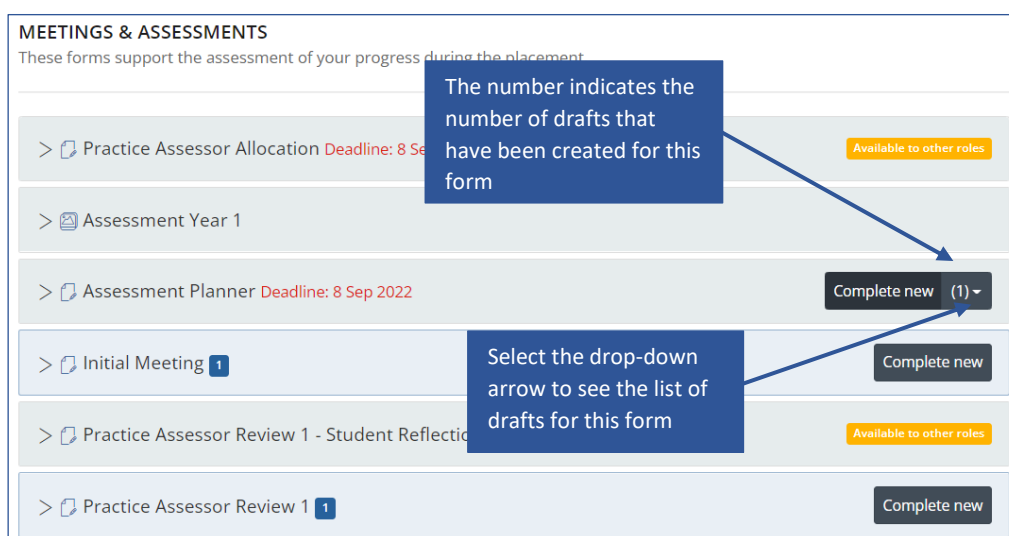 MEETINGS & ASSESSMENTS
These forms support the assessment of your progress during the placement
The number indicates the
number of drafts that
have been created for this
form
Practice Assessor Allocation Deadline: 8 Se
Available to other roles
Assessment Year 1
Assessment Planner Deadline: 8 Sep 2022
Complete new (1)
Initial Meeting 1
Complete new
Select the drop-down
arrow to see the list of
drafts for this form
Practice Assessor Review 1 - Student Reflectio
Available to other roles
Practice Assessor Review 1 1
Complete new